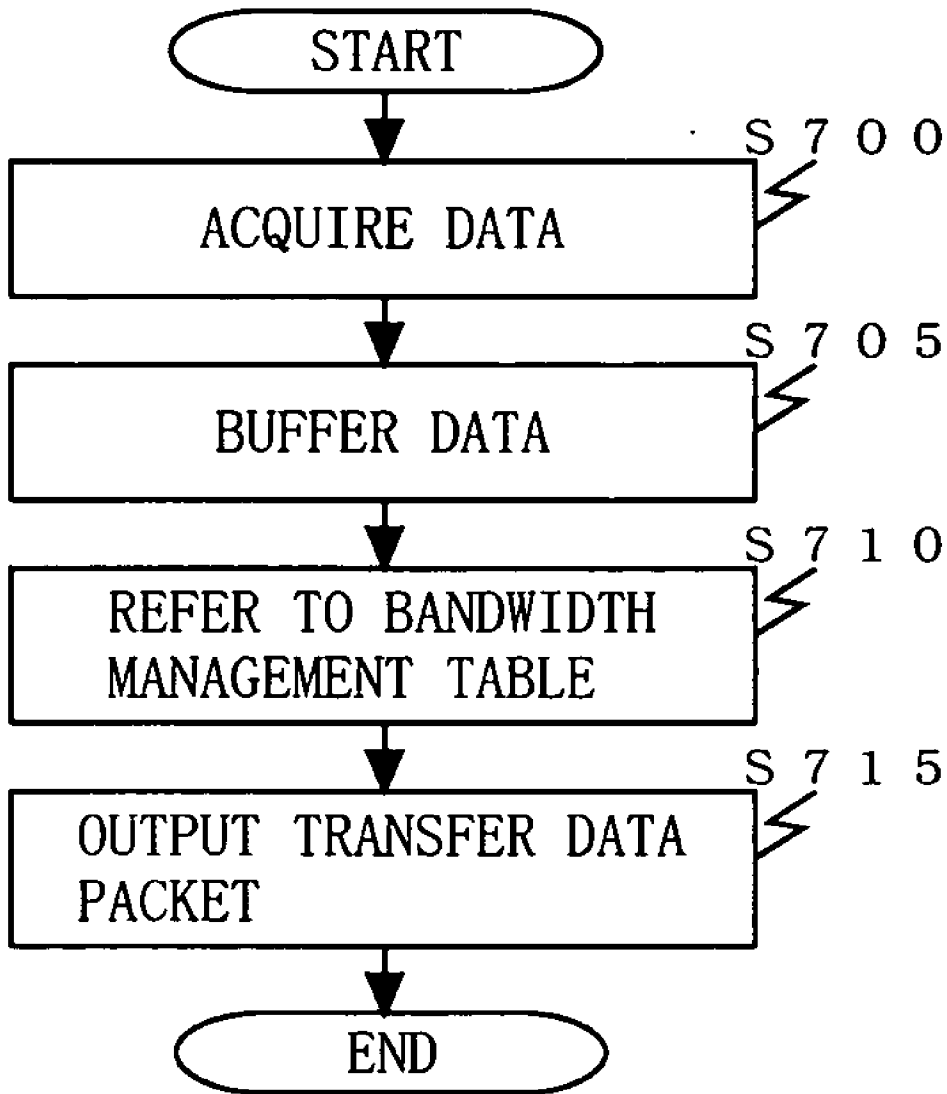 START
S700
ACQUIRE DATA
S705
BUFFER DATA
S710
REFER TO BANDWIDTH
MANAGEMENT TABLE
S715
OUTPUT TRANSFER DATA
PACKET
END